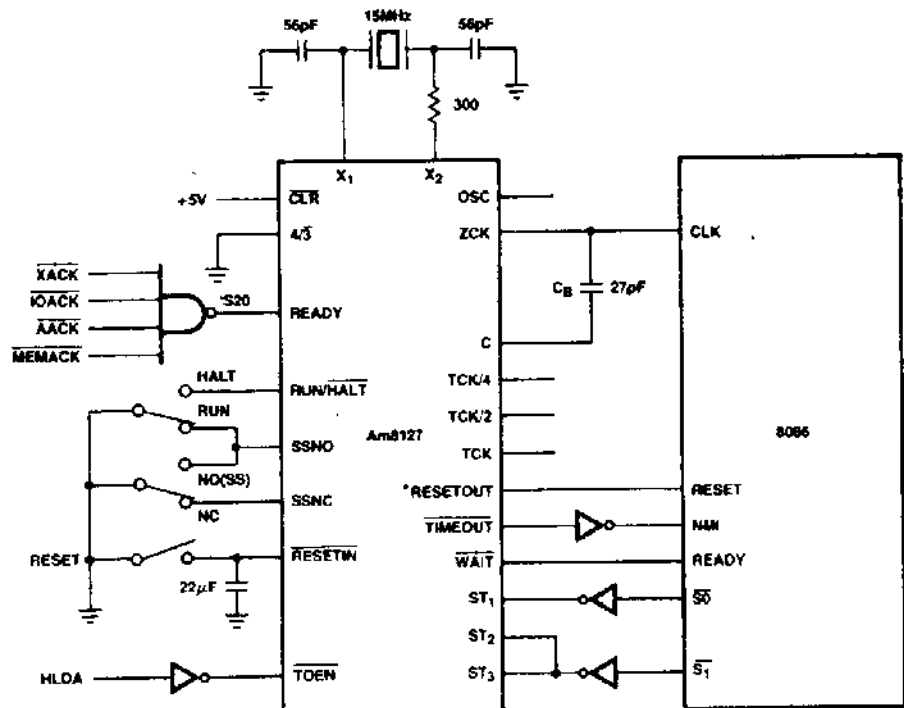 56pF
15MHz
56pF
300
X1
X2
+5V
CLR
4/3
XACK
IOACK
AACK
MEMACK
'S20
READY
HALT
RUN/HALT
RUN
SSNO
NO(SS)
SSNC
NC
RESET
RESETIN
22μF
HLDA
TOEN
Am8127
OSC
ZCK
CB
27pF
C
TCK/4
TCK/2
TCK
*RESETOUT
TIMEOUT
WAIT
ST1
ST2
ST3
CLK
8086
RESET
NMI
READY
S0
S1